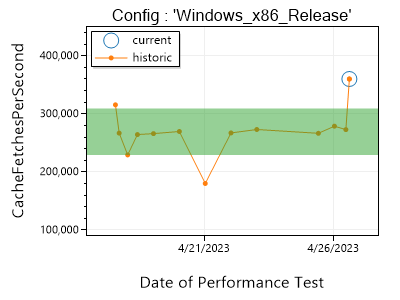 Config : 'Windows_x86_Release'
current
historic
400,000
300,000
200,000
100,000
CacheFetchesPerSecond
4/21/2023
4/26/2023
Date of Performance Test